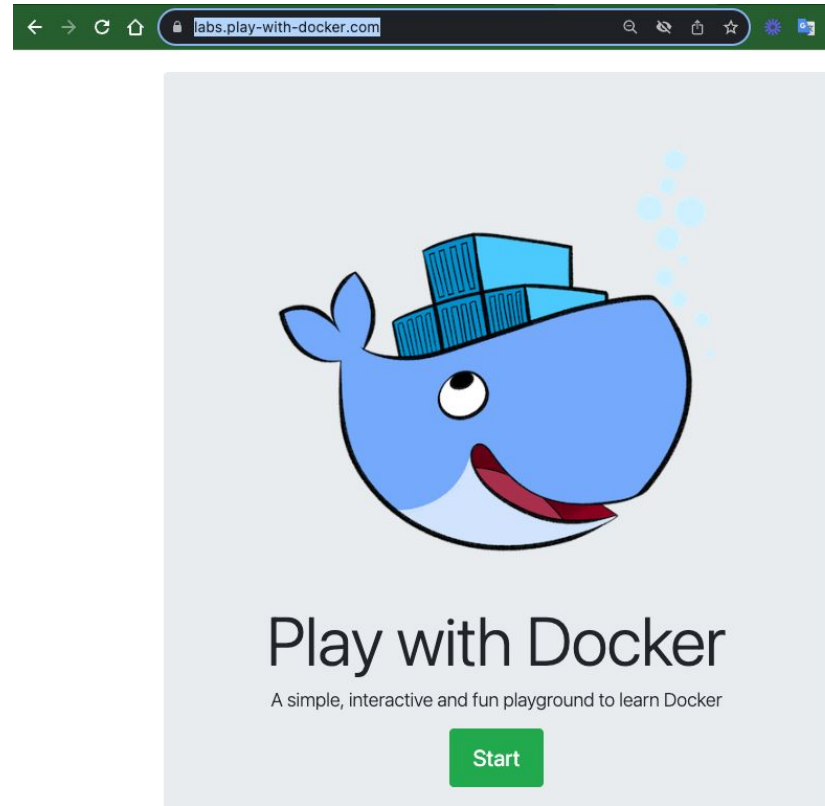 labs.play-with-docker.com
Play with Docker
A simple, interactive and fun playground to learn Docker
Start